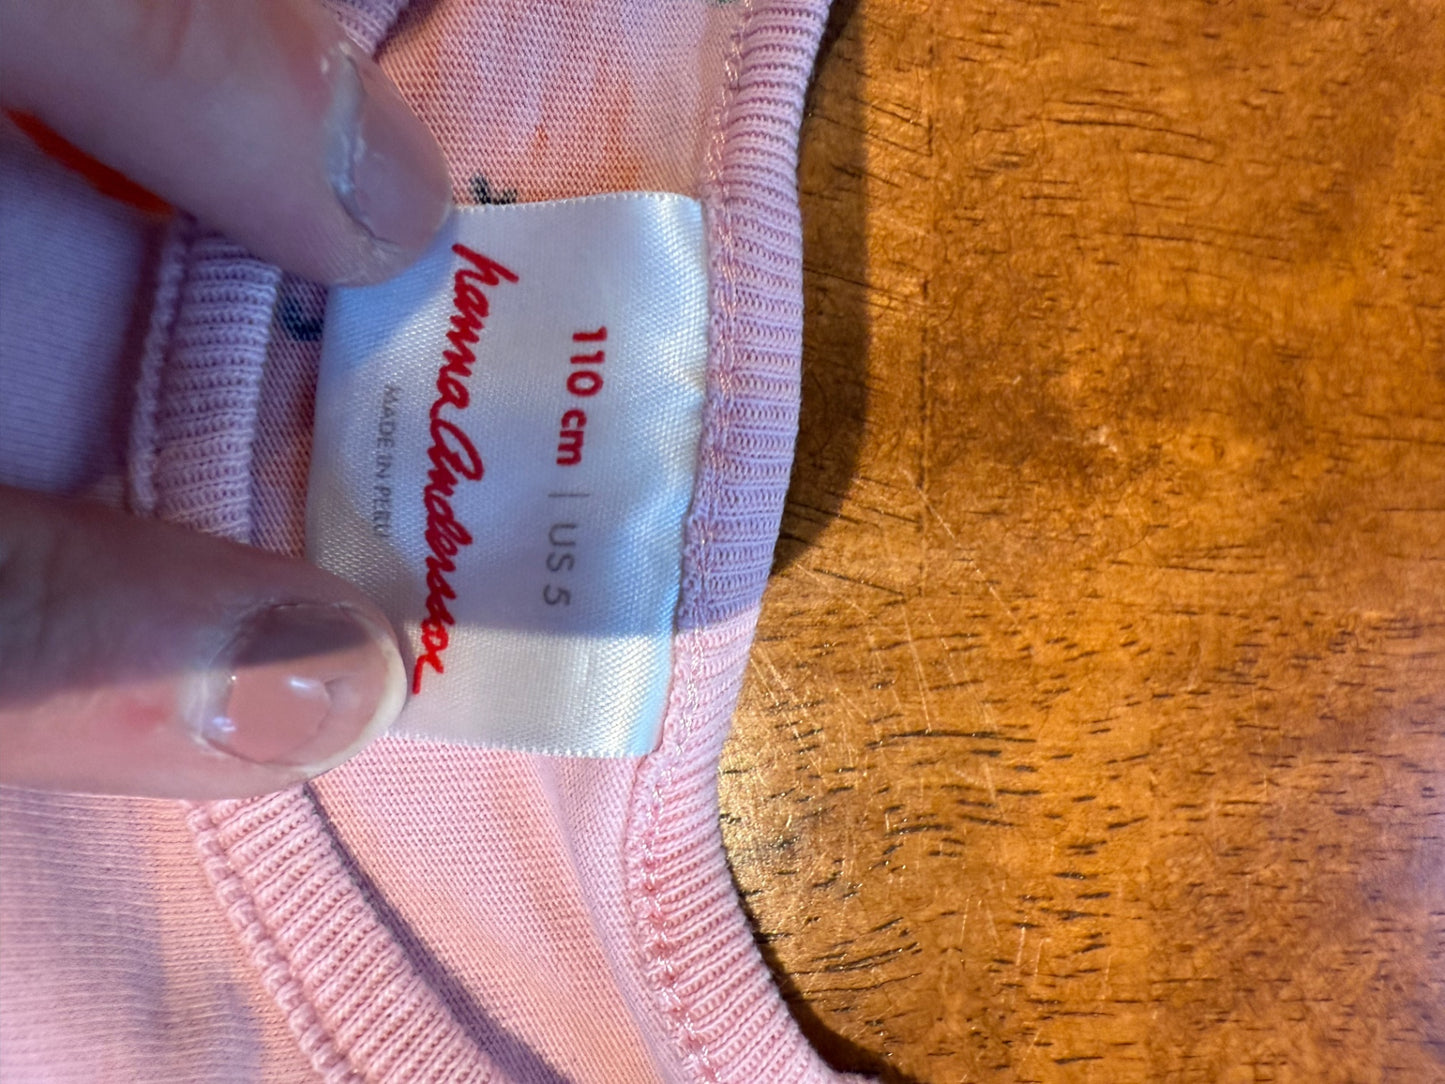 110 cm | US 5
hanna Andersson
MADE IN PERU